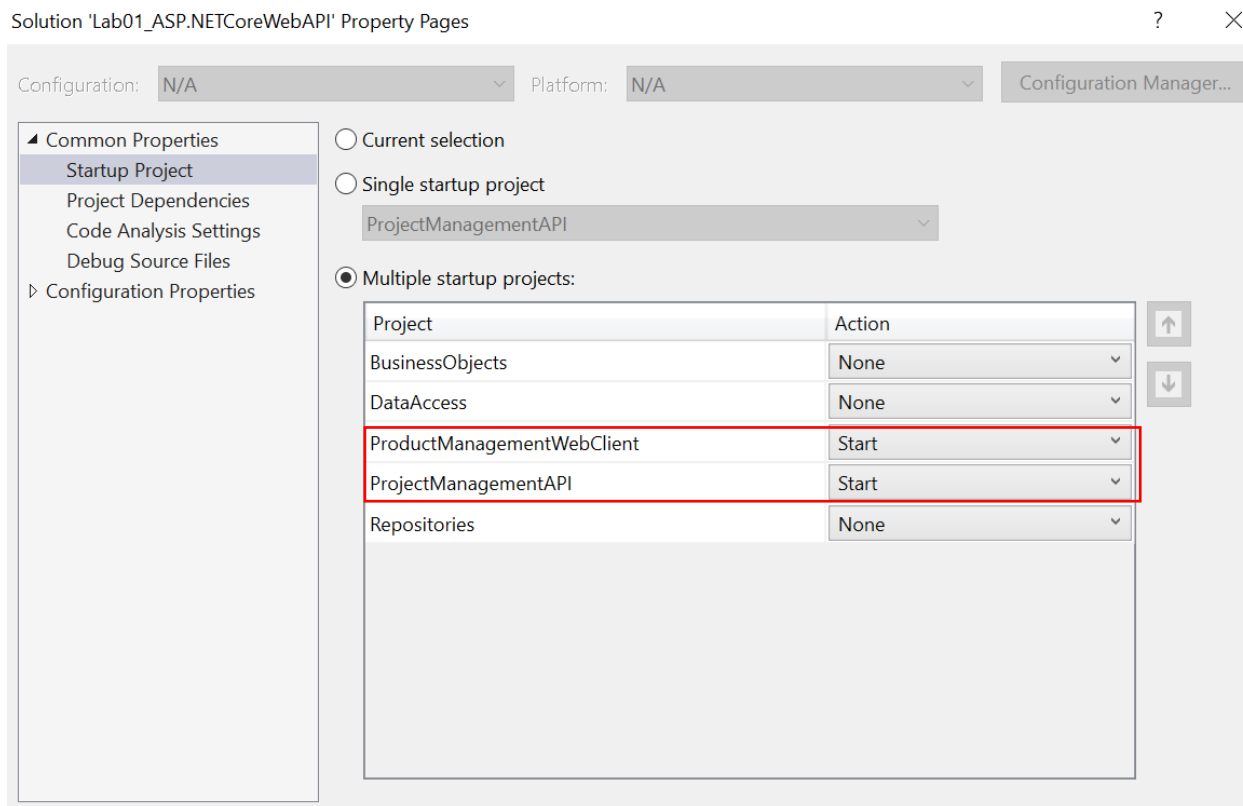 Solution 'Lab01_ASP.NETCoreWebAPI' Property Pages ?
Configuration: N/A Platform: N/A Configuration Manager...
Common Properties
Startup Project
Project Dependencies
Code Analysis Settings
Debug Source Files
Configuration Properties
Current selection
Single startup project
ProjectManagementAPI
Multiple startup projects:
Project Action
BusinessObjects None
DataAccess None
ProductManagementWebClient Start
ProjectManagementAPI Start
Repositories None